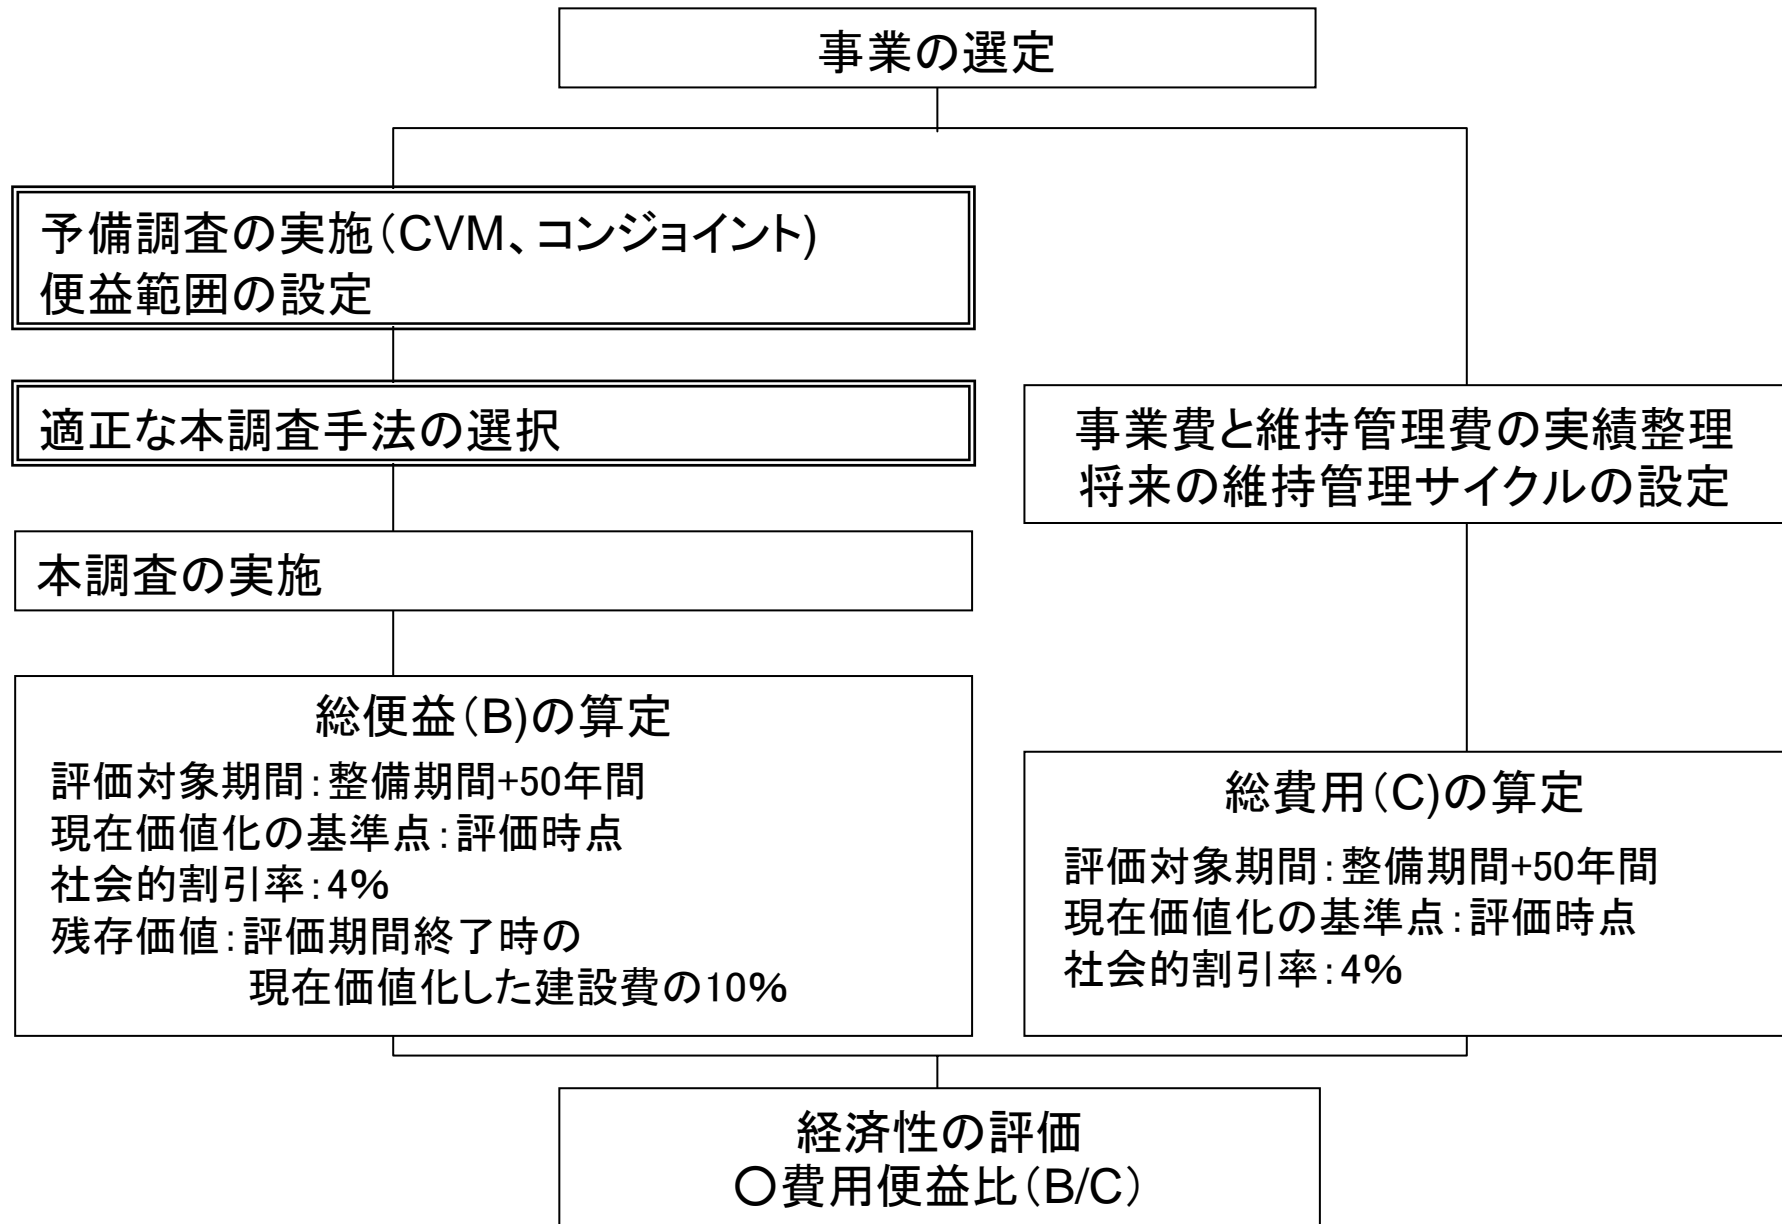 事業の選定
予備調査の実施(CVM、コンジョイント)
便益範囲の設定
適正な本調査手法の選択
本調査の実施
総便益(B)の算定
評価対象期間:整備期間+50年間
現在価値化の基準点:評価時点
社会的割引率:4%
残存価値:評価期間終了時の
現在価値化した建設費の10%
事業費と維持管理費の実績整理
将来の維持管理サイクルの設定
総費用(C)の算定
評価対象期間:整備期間+50年間
現在価値化の基準点:評価時点
社会的割引率:4%
経済性の評価
○費用便益比(B/C)